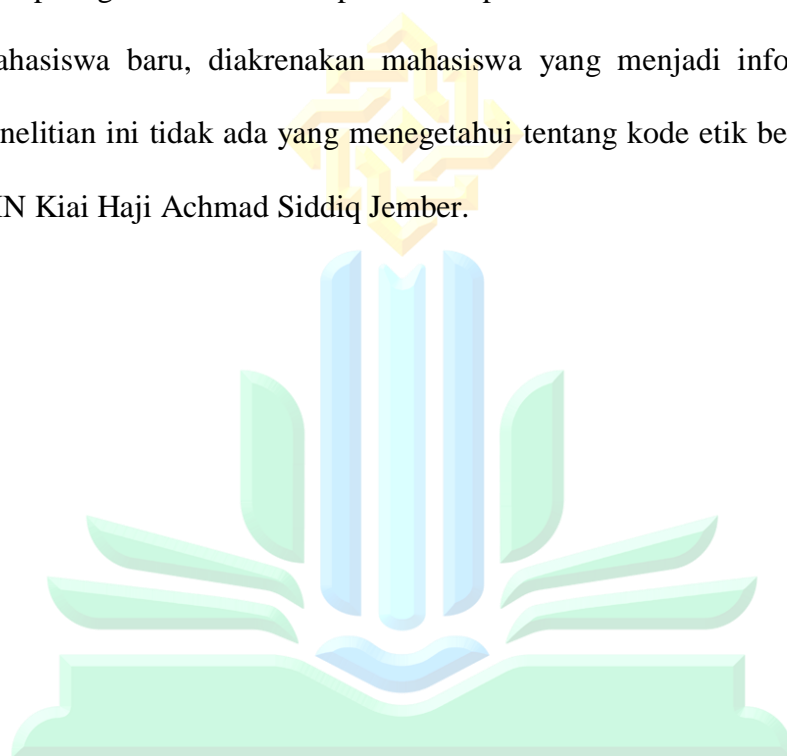 ahasiswa baru, diakrenakan mahasiswa yang menjadi info
nelitian ini tidak ada yang menegetahui tentang kode etik be
IN Kiai Haji Achmad Siddiq Jember.